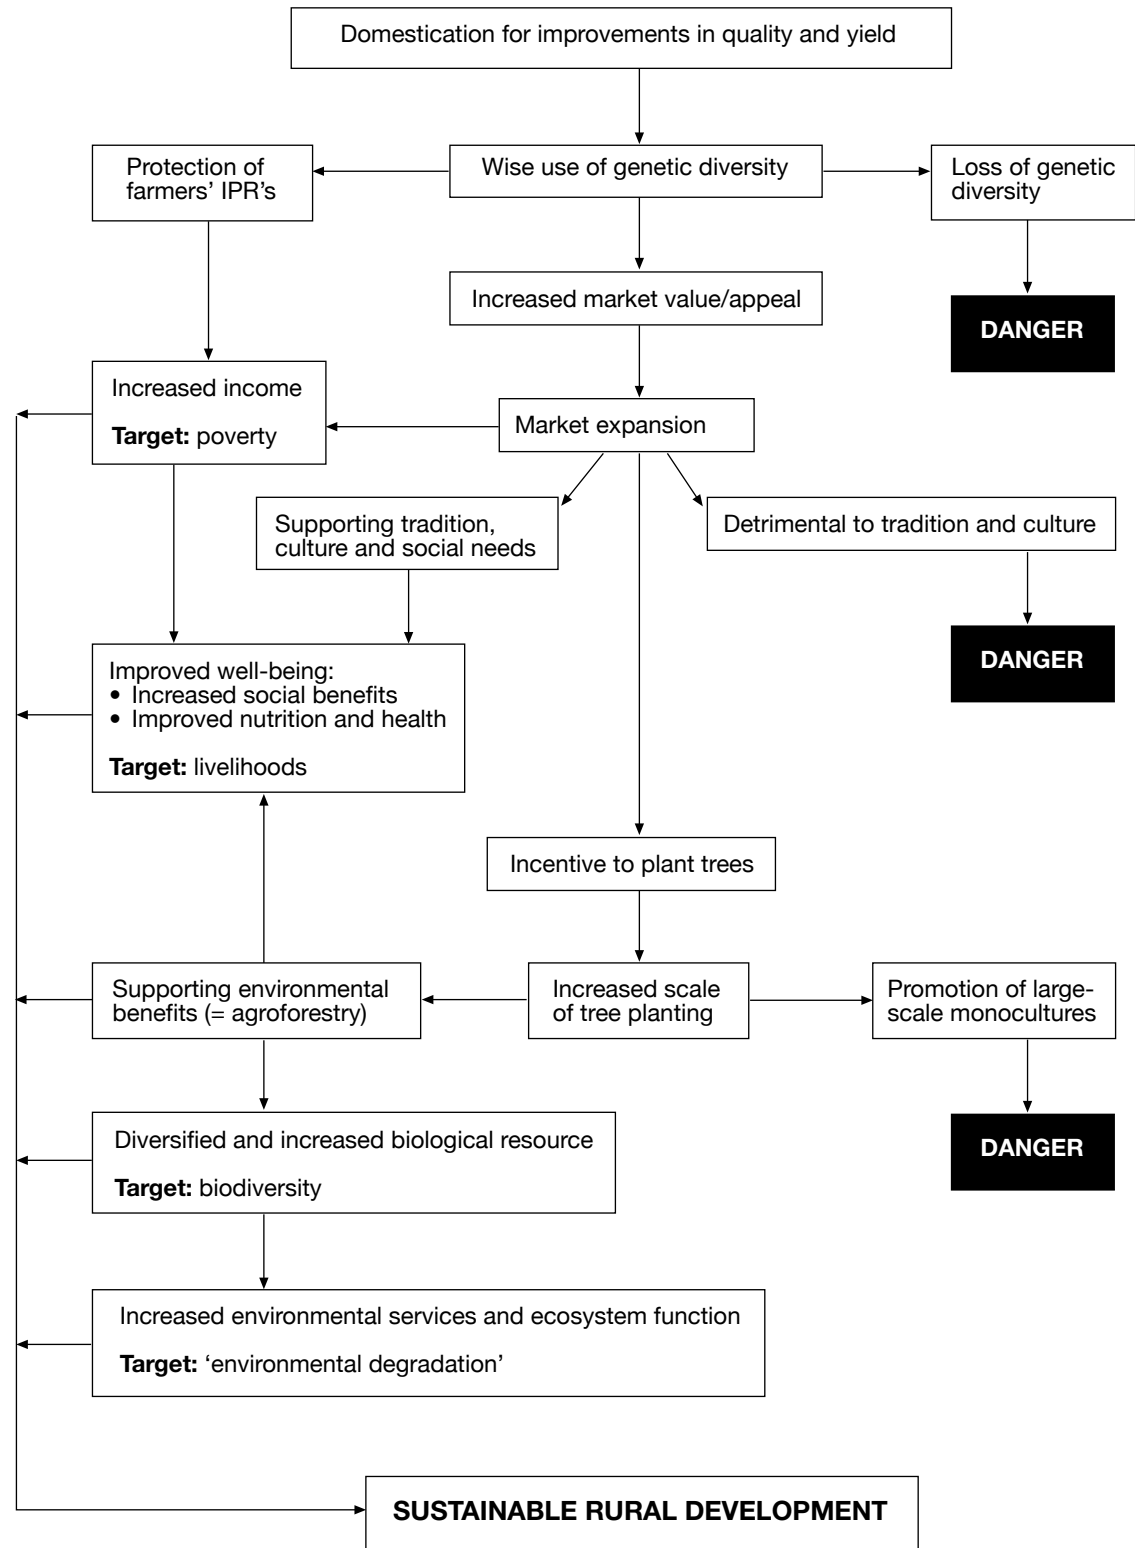 Domestication for improvements in quality and yield
Protection of
farmers’ IPR’s
Wise use of genetic diversity
Loss of genetic
diversity
Increased market value/appeal
DANGER
Increased income
Target: poverty
Market expansion
Supporting tradition,
culture and social needs
Detrimental to tradition and culture
DANGER
Improved well-being:
• Increased social benefits
• Improved nutrition and health
Target: livelihoods
Incentive to plant trees
Supporting environmental
benefits (= agroforestry)
Increased scale
of tree planting
Promotion of large-
scale monocultures
DANGER
Diversified and increased biological resource
Target: biodiversity
Increased environmental services and ecosystem function
Target: ‘environmental degradation’
SUSTAINABLE RURAL DEVELOPMENT